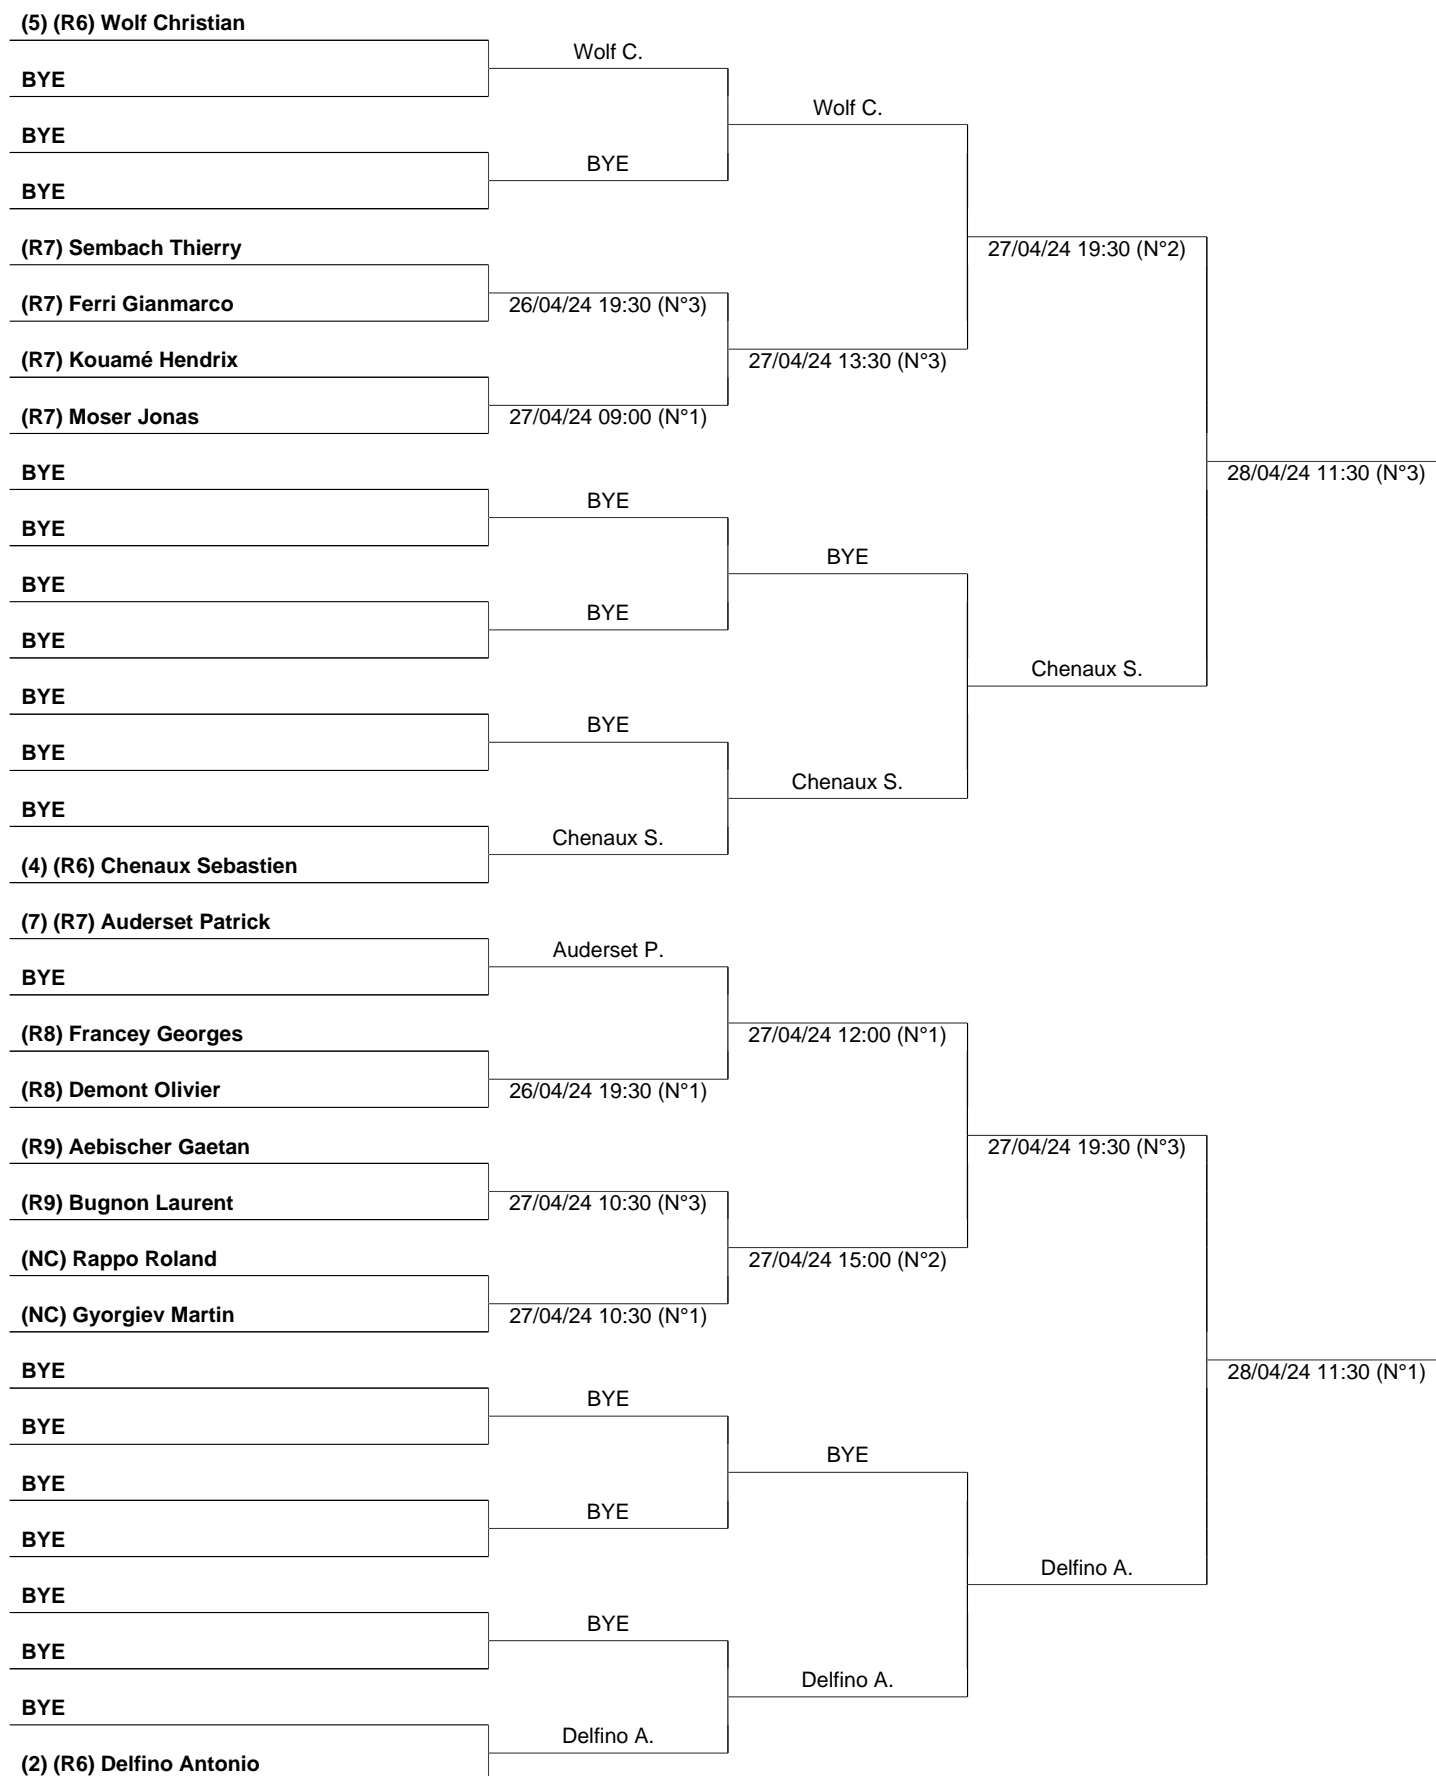 (5) (R6) Wolf Christian
Wolf C.
BYE
Wolf C.
BYE
BYE
BYE
(R7) Sembach Thierry
27/04/24 19:30 (N°2)
(R7) Ferri Gianmarco
26/04/24 19:30 (N°3)
(R7) Kouamé Hendrix
27/04/24 13:30 (N°3)
(R7) Moser Jonas
27/04/24 09:00 (N°1)
BYE
28/04/24 11:30 (N°3)
BYE
BYE
BYE
BYE
BYE
BYE
Chenaux S.
BYE
BYE
BYE
Chenaux S.
BYE
Chenaux S.
(4) (R6) Chenaux Sebastien
(7) (R7) Auderset Patrick
Auderset P.
BYE
(R8) Francey Georges
27/04/24 12:00 (N°1)
(R8) Demont Olivier
26/04/24 19:30 (N°1)
(R9) Aebischer Gaetan
27/04/24 19:30 (N°3)
(R9) Bugnon Laurent
27/04/24 10:30 (N°3)
(NC) Rappo Roland
27/04/24 15:00 (N°2)
(NC) Gyorgiev Martin
27/04/24 10:30 (N°1)
BYE
28/04/24 11:30 (N°1)
BYE
BYE
BYE
BYE
BYE
BYE
Delfino A.
BYE
BYE
BYE
Delfino A.
BYE
Delfino A.
(2) (R6) Delfino Antonio